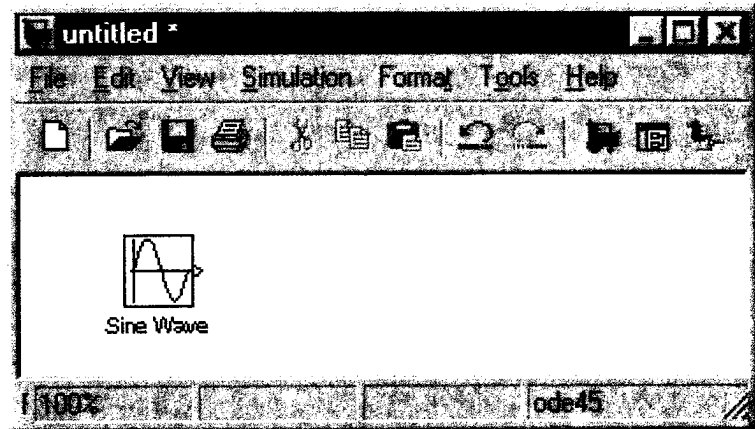 untitled *
File Edit View Simulation Format Tools Help
Sine Wave
100% ode45